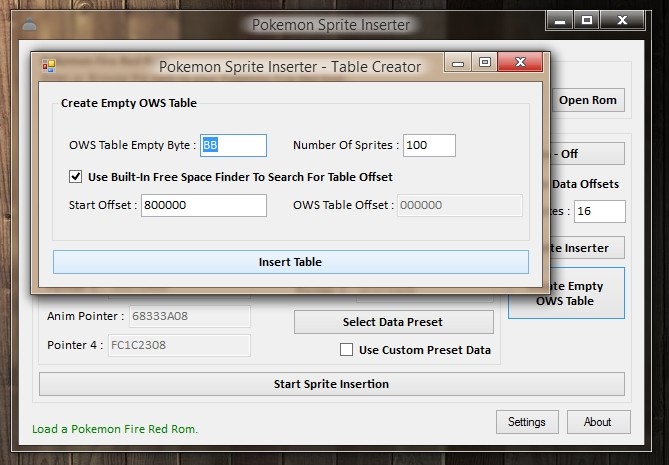 Pokemon Sprite Inserter
Pokemon Sprite Inserter - Table Creator
Create Empty OWS Table
OWS Table Empty Byte : BB Number Of Sprites : 100
Use Built-In Free Space Finder To Search For Table Offset
Start Offset : 800000 OWS Table Offset : 000000
Insert Table
Open Rom
- Off
Data Offsets
: 16
Inserter
Empty
OWS Table
Anim Pointer : 68333A08
Select Data Preset
Pointer 4 : FC1C2308
Use Custom Preset Data
Start Sprite Insertion
Load a Pokemon Fire Red Rom.
Settings
About